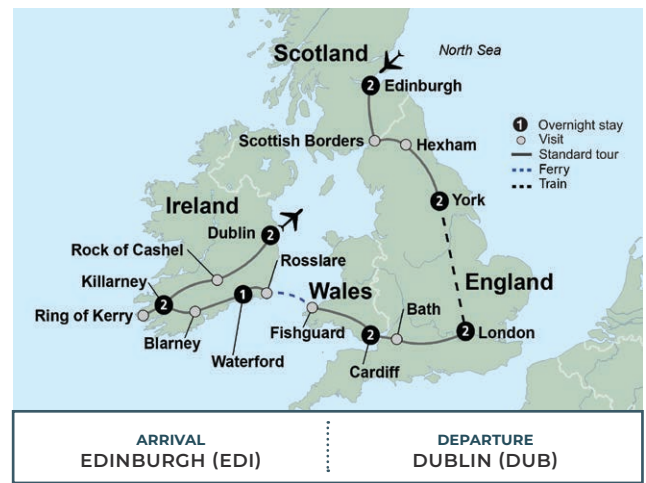 Scotland
North Sea
2 Edinburgh
1 Overnight stay
Visit
Standard tour
Ferry
Train
Scottish Borders
Hexham
2 York
Ireland
Dublin 2
Rock of Cashel
Rosslare
Killarney
2
1
Wales
England
Ring of Kerry
Bath
Blarney
Fishguard
2
2 London
Waterford
Cardiff
ARRIVAL
EDINBURGH (EDI)
DEPARTURE
DUBLIN (DUB)